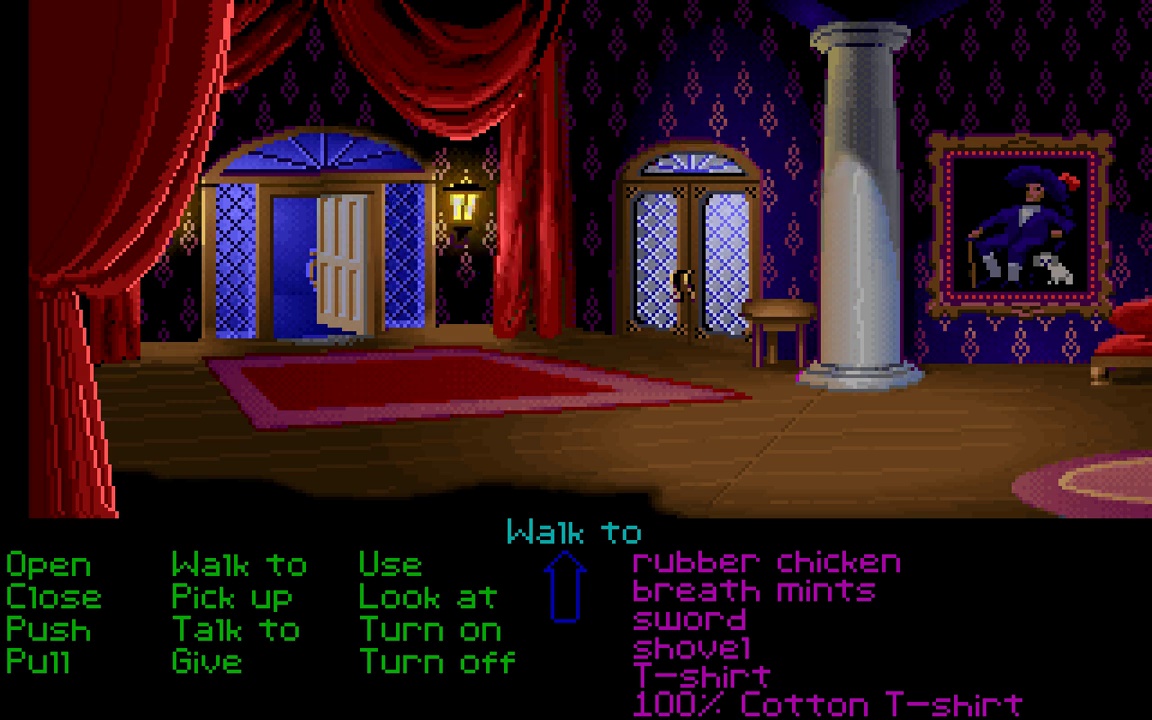 Walk to
Open Walk to Use
Close Pick up Look at
Push Talk to Turn on
Pull Give Turn off
rubber chicken
breath mints
sword
shovel
T-shirt
100% Cotton T-shirt